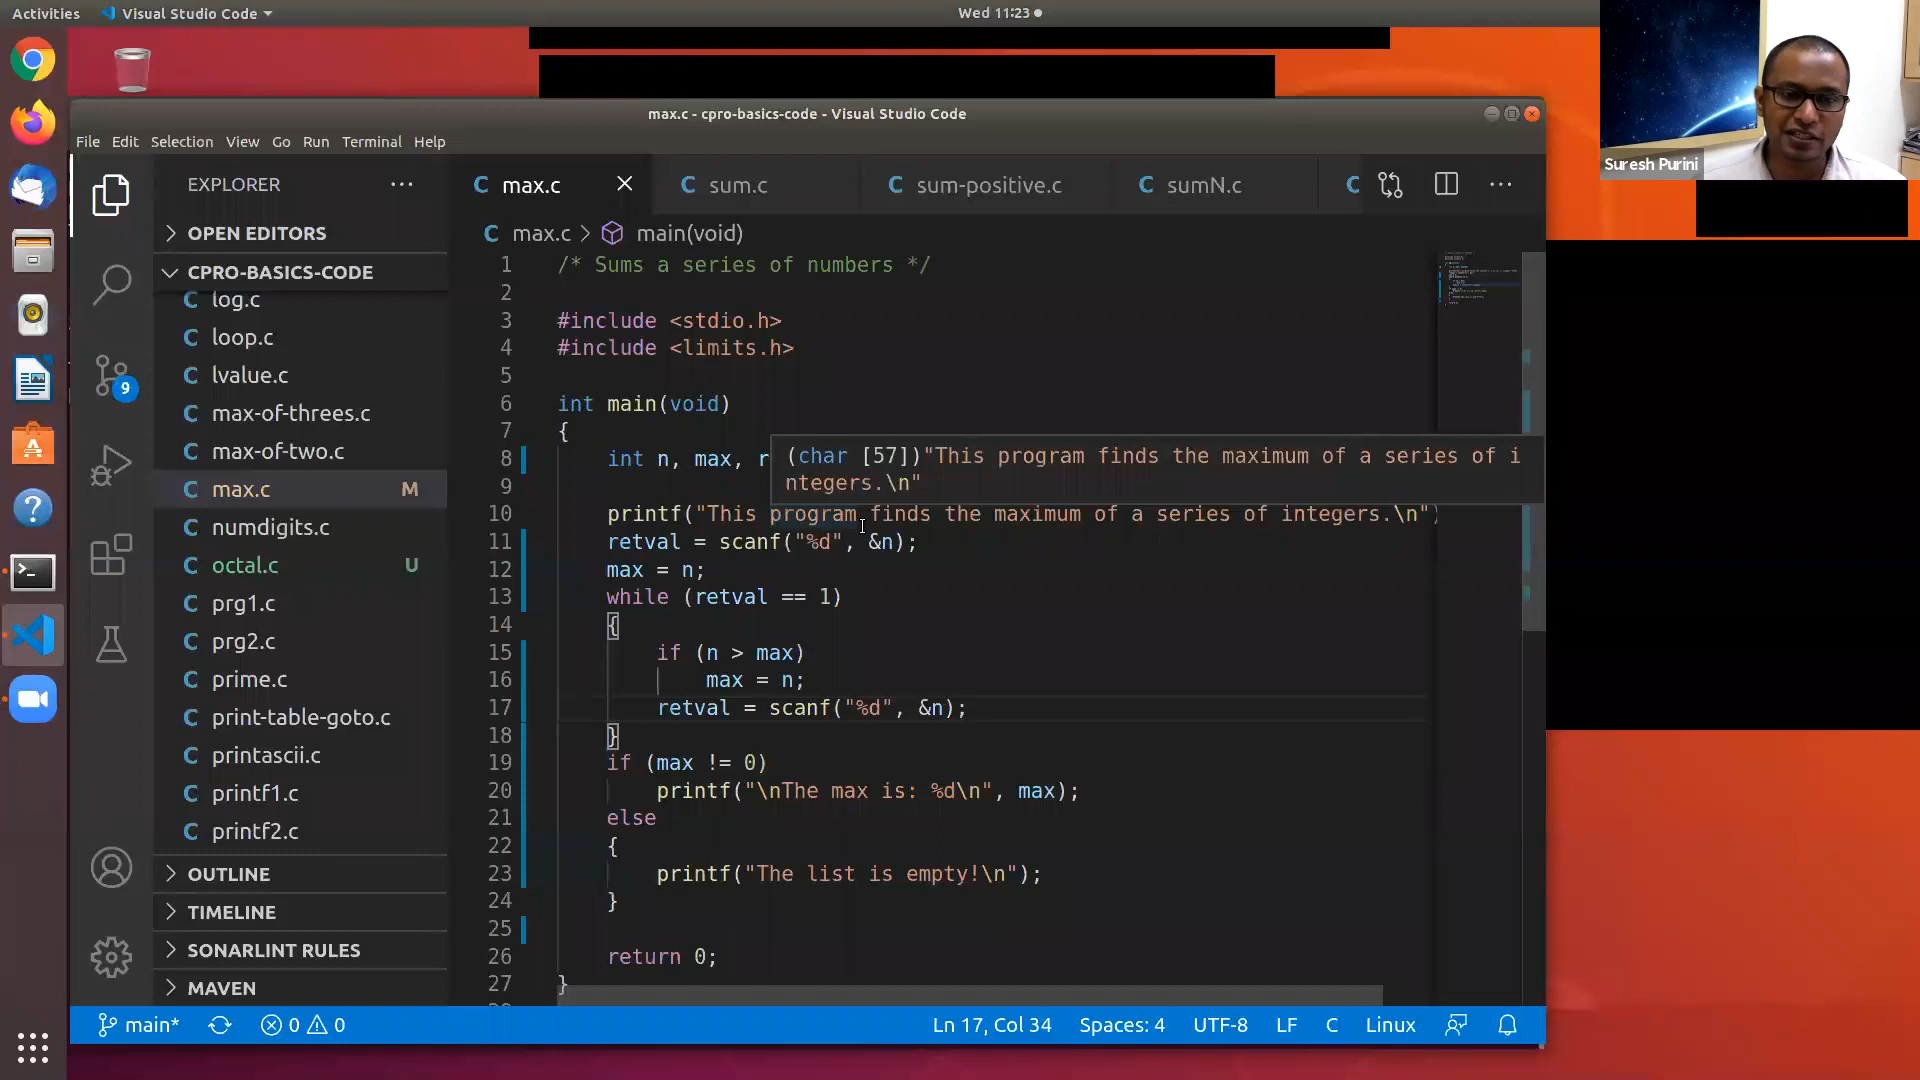 Activities
Visual Studio Code
Wed 11:23
Suresh Purini
max.c - cpro-basics-code - Visual Studio Code
File Edit Selection View Go Run Terminal Help
EXPLORER
max.c
sum.c
sum-positive.c
sumN.c
OPEN EDITORS
CPRO-BASICS-CODE
log.c
loop.c
lvalue.c
max-of-threes.c
max-of-two.c
max.c M
numdigits.c
octal.c U
prg1.c
prg2.c
prime.c
print-table-goto.c
printascii.c
printf1.c
printf2.c
OUTLINE
TIMELINE
SONARLINT RULES
MAVEN
9
max.c > main(void)
1 /* Sums a series of numbers */
2
3 #include <stdio.h>
4 #include <limits.h>
5
6 int main(void)
7 {
8 int n, max, r
(char [57])"This program finds the maximum of a series of i
ntegers.\n"
9
10 printf("This program finds the maximum of a series of integers.\n")
11 retval = scanf("%d", &n);
12 max = n;
13 while (retval == 1)
14 {
15 if (n > max)
16 max = n;
17 retval = scanf("%d", &n);
18 }
19 if (max != 0)
20 printf("\nThe max is: %d\n", max);
21 else
22 {
23 printf("The list is empty!\n");
24 }
25
26 return 0;
27 }
main* 0 0 Ln 17, Col 34 Spaces: 4 UTF-8 LF C Linux